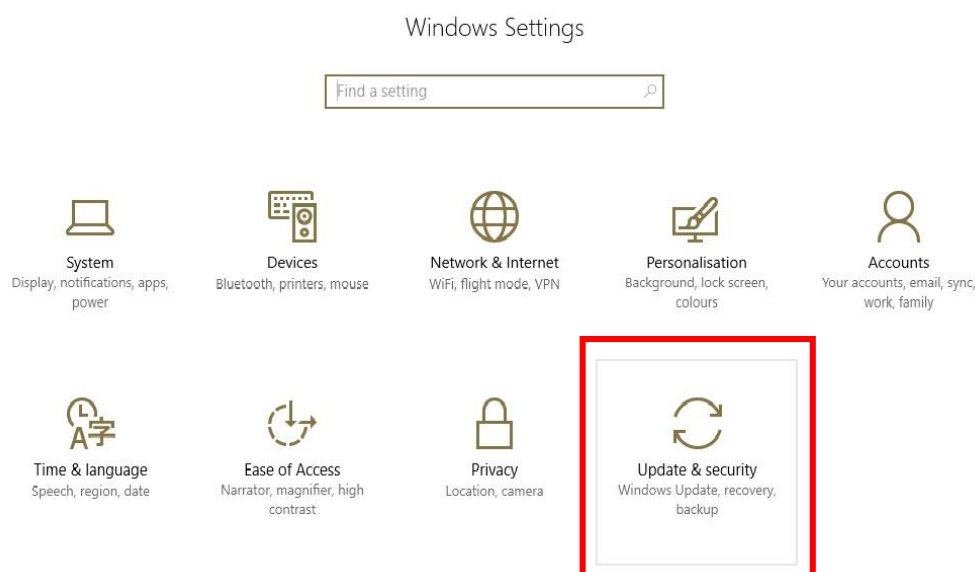 Windows Settings
Find a setting
System
Display, notifications, apps,
power
Devices
Bluetooth, printers, mouse
Network & Internet
WiFi, flight mode, VPN
Personalisation
Background, lock screen,
colours
Accounts
Your accounts, email, sync,
work, family
A字
Time & language
Speech, region, date
Ease of Access
Narrator, magnifier, high
contrast
Privacy
Location, camera
Update & security
Windows Update, recovery,
backup